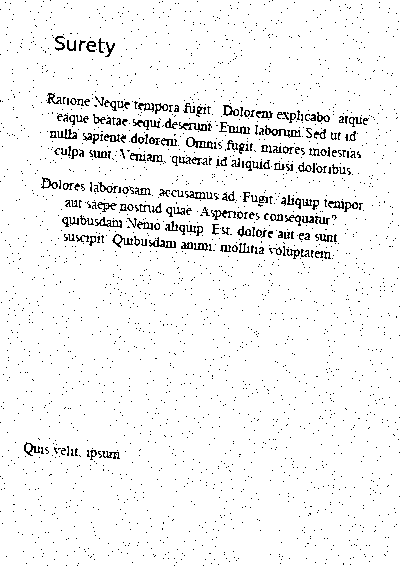 Surety
Ratione Neque tempora fugit. Dolorem explicabo atque
eaque beatae sequi deserunt Enim laborum Sed ut id
nulla sapiente dolorem. Omnis fugit, maiores molestias
culpa sunt. Veniam, quaerat id aliquid nisi doloribus.
Dolores laboriosam, accusamus ad. Fugit, aliquip tempor
aut saepe nostrud quae Asperiores consequatur?
quibusdam Nemo aliquip Est. dolore aut ea sunt
suscipit Quibusdam animi, mollitia voluptatem.
Quis velit, ipsum